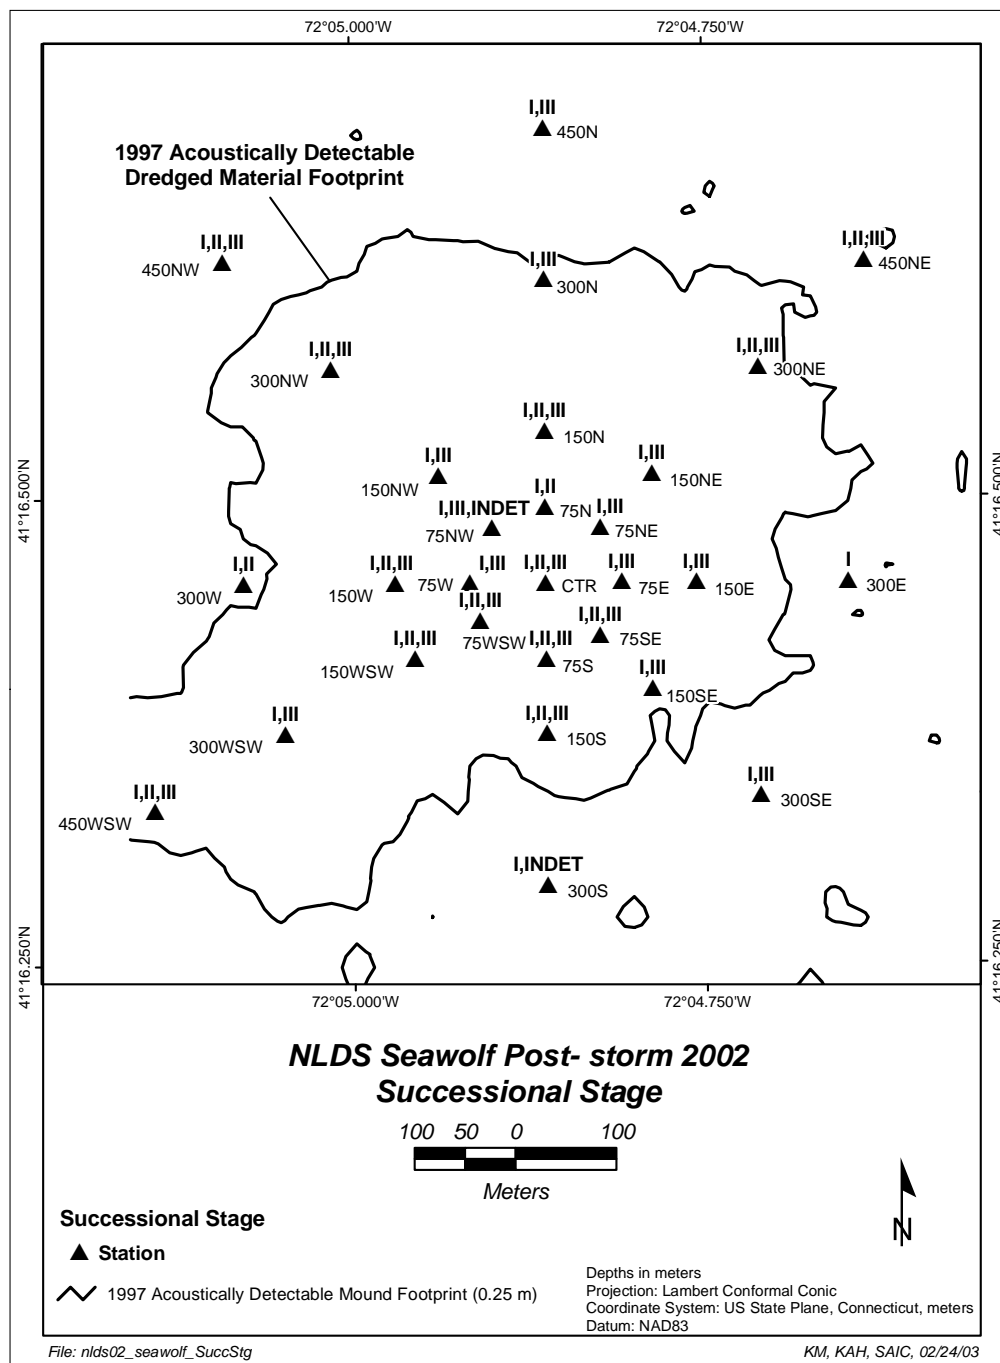 72°05.000'W
72°04.750'W
I,III
450N
1997 Acoustically Detectable
Dredged Material Footprint
I,II,III
450NW
I,II,III
450NE
I,III
300N
I,II,III
300NW
I,II,III
300NE
I,II,III
150N
I,III
150NW
I,III
150NE
41°16.500'N
41°16.500'N
I,II
75N
I,III,INDET
75NW
I,III
75NE
I,II
300W
I,II,III
150W
I,III
75W
I,II,III
CTR
I,III
75E
I,III
150E
I
300E
I,II,III
75WSW
I,II,III
75SE
I,II,III
150WSW
I,II,III
75S
I,III
150SE
I,III
300WSW
I,II,III
150S
I,II,III
450WSW
I,III
300SE
I,INDET
300S
41°16.250'N
41°16.250'N
72°05.000'W
72°04.750'W
NLDS Seawolf Post- storm 2002
Successional Stage
100 50 0 100
Meters
N
Successional Stage
Station
1997 Acoustically Detectable Mound Footprint (0.25 m)
Depths in meters
Projection: Lambert Conformal Conic
Coordinate System: US State Plane, Connecticut, meters
Datum: NAD83
File: nlds02_seawolf_SuccStg
KM, KAH, SAIC, 02/24/03